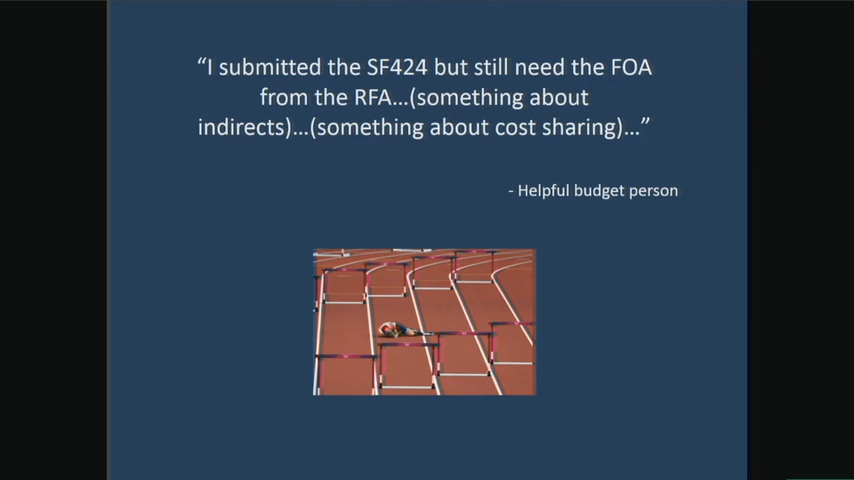 “I submitted the SF424 but still need the FOA
from the RFA...(something about
indirects)...(something about cost sharing)...”
- Helpful budget person